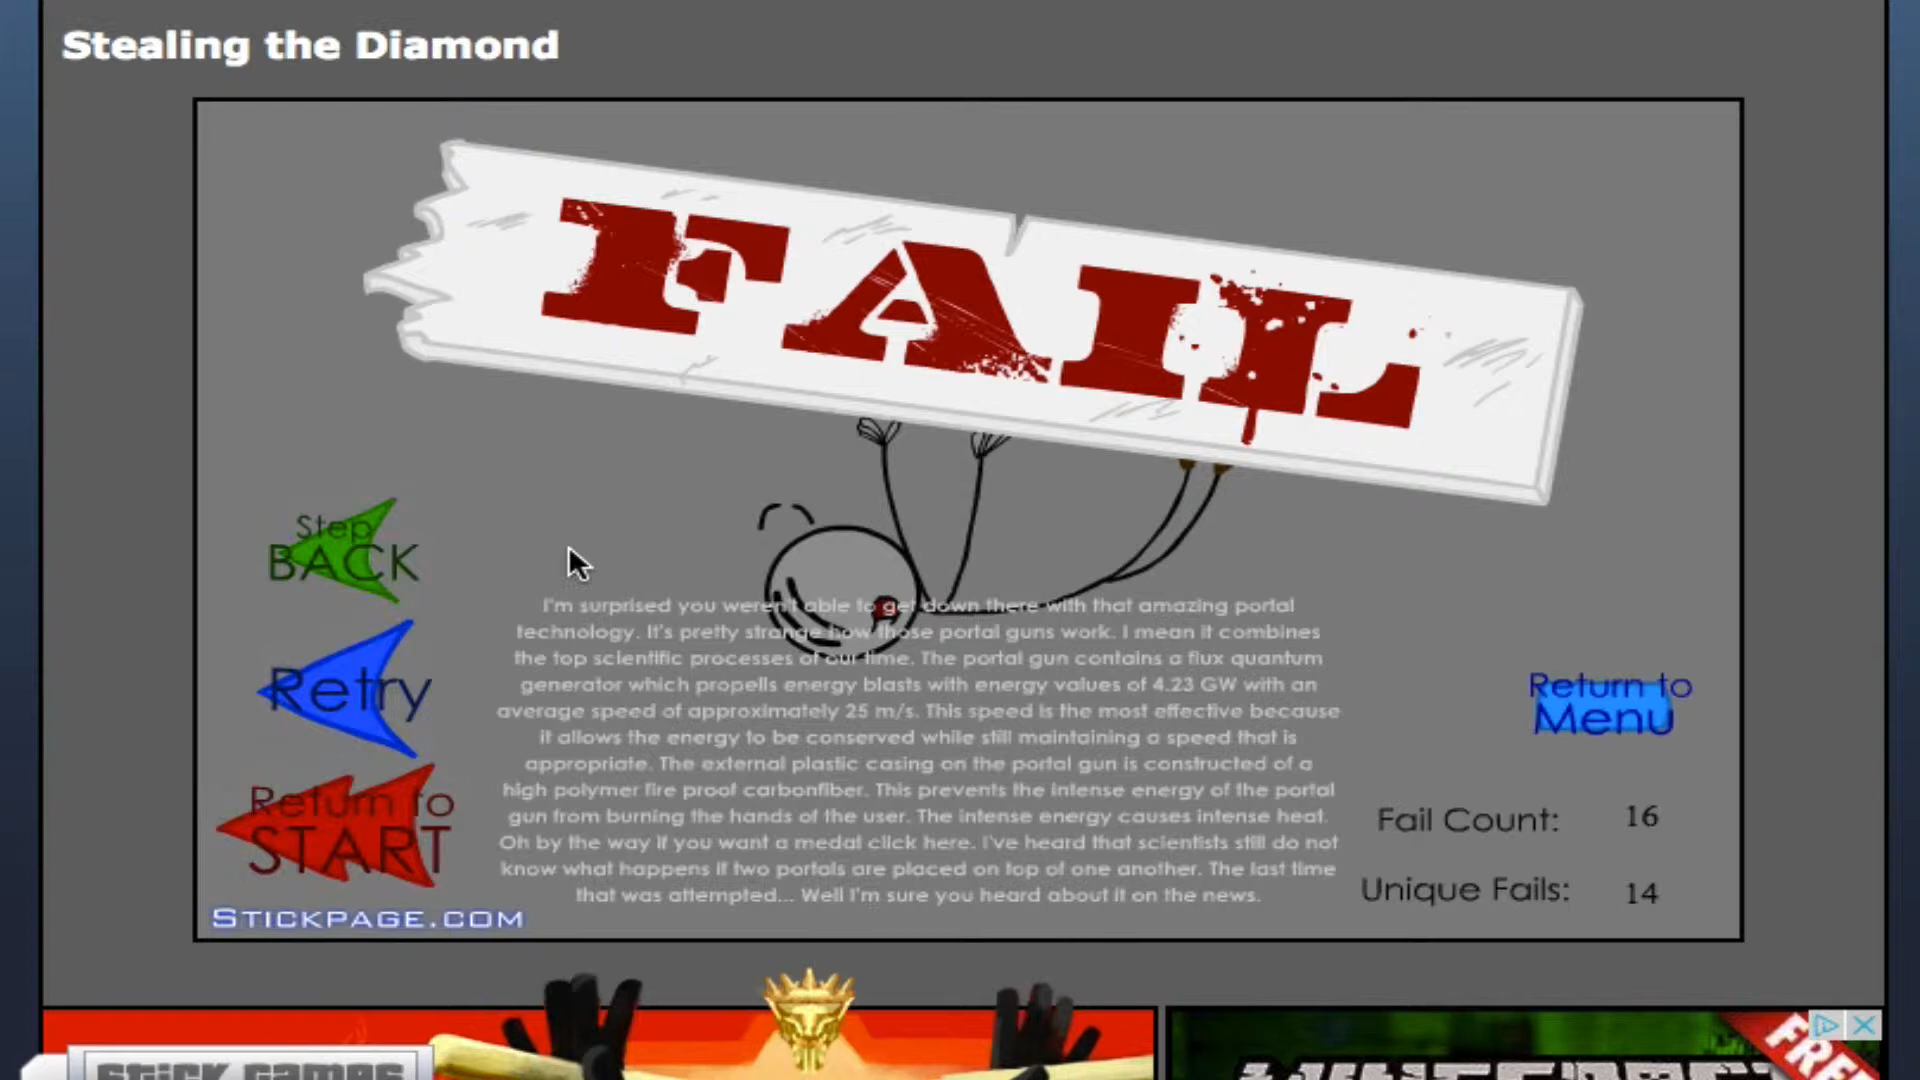 Stealing the Diamond
FAIL
Step
BACK
Retry
Return to
START
I'm surprised you weren't able to get down there with that amazing portal
technology. It's pretty strange how those portal guns work. I mean it combines
the top scientific processes of our time. The portal gun contains a flux quantum
generator which propells energy blasts with energy values of 4.23 GW with an
average speed of approximately 25 m/s. This speed is the most effective because
it allows the energy to be conserved while still maintaining a speed that is
appropriate. The external plastic casing on the portal gun is constructed of a
high polymer fire proof carbonfiber. This prevents the intense energy of the portal
gun from burning the hands of the user. The intense energy causes intense heat.
Oh by the way if you want a medal click here. I've heard that scientists still do not
know what happens if two portals are placed on top of one another. The last time
that was attempted... Well I'm sure you heard about it on the news.
Return to
Menu
Fail Count: 16
Unique Fails: 14
STICKPAGE.COM
STICK GAMES
FREE